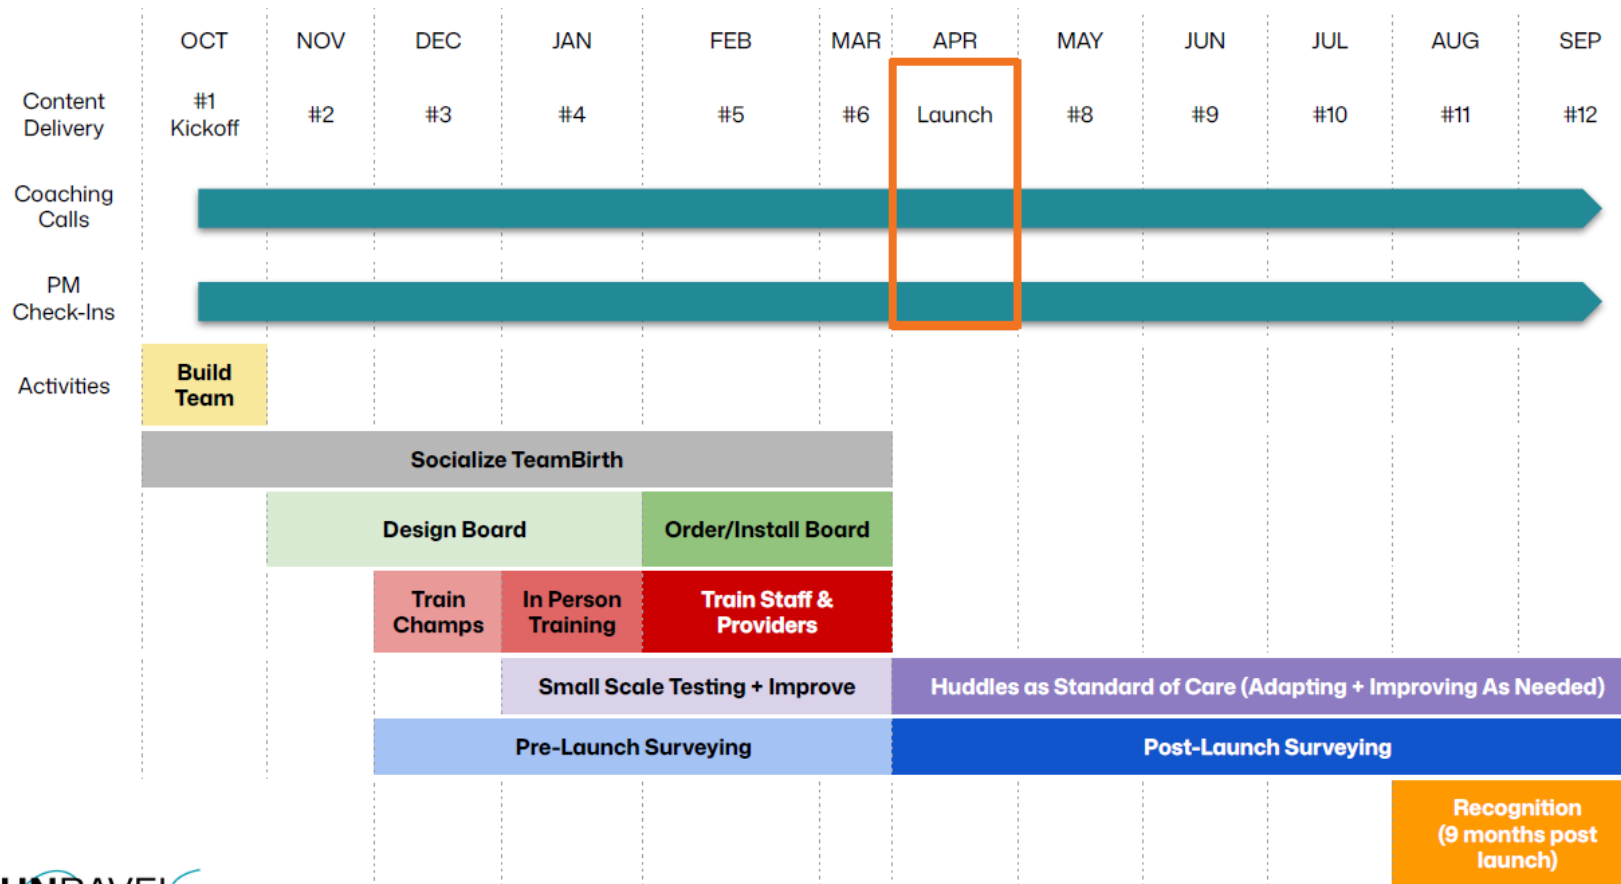 OCT NOV DEC JAN FEB MAR APR MAY JUN JUL AUG SEP
Content
Delivery
#1
Kickoff
#2 #3 #4 #5 #6 Launch #8 #9 #10 #11 #12
Coaching
Calls
PM
Check-Ins
Activities
Build
Team
Socialize TeamBirth
Design Board
Order/Install Board
Train
Champs
In Person
Training
Train Staff &
Providers
Small Scale Testing + Improve
Huddles as Standard of Care (Adapting + Improving As Needed)
Pre-Launch Surveying
Post-Launch Surveying
Recognition
(9 months post
launch)